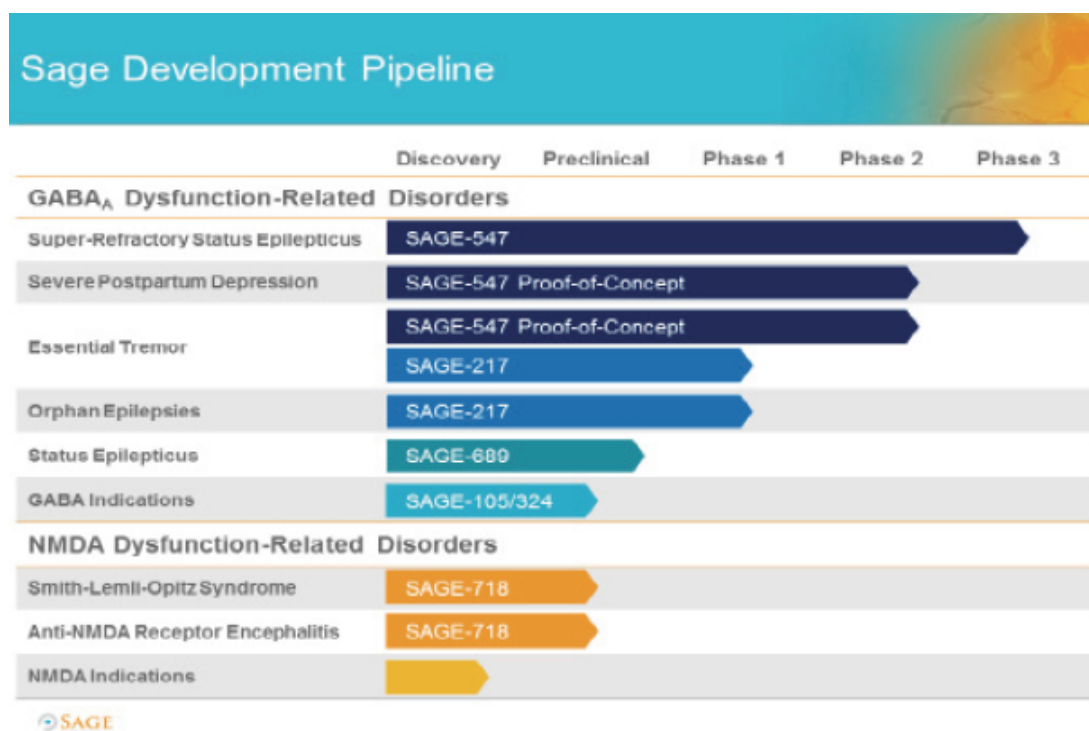 Sage Development Pipeline
Discovery Preclinical Phase 1 Phase 2 Phase 3
GABAA Dysfunction-Related Disorders
Super-Refractory Status Epilepticus SAGE-547
Severe Postpartum Depression SAGE-547 Proof-of-Concept
Essential Tremor SAGE-547 Proof-of-Concept
SAGE-217
Orphan Epilepsies SAGE-217
Status Epilepticus SAGE-689
GABA Indications SAGE-105/324
NMDA Dysfunction-Related Disorders
Smith-Lemli-Opitz Syndrome SAGE-718
Anti-NMDA Receptor Encephalitis SAGE-718
NMDA Indications
SAGE